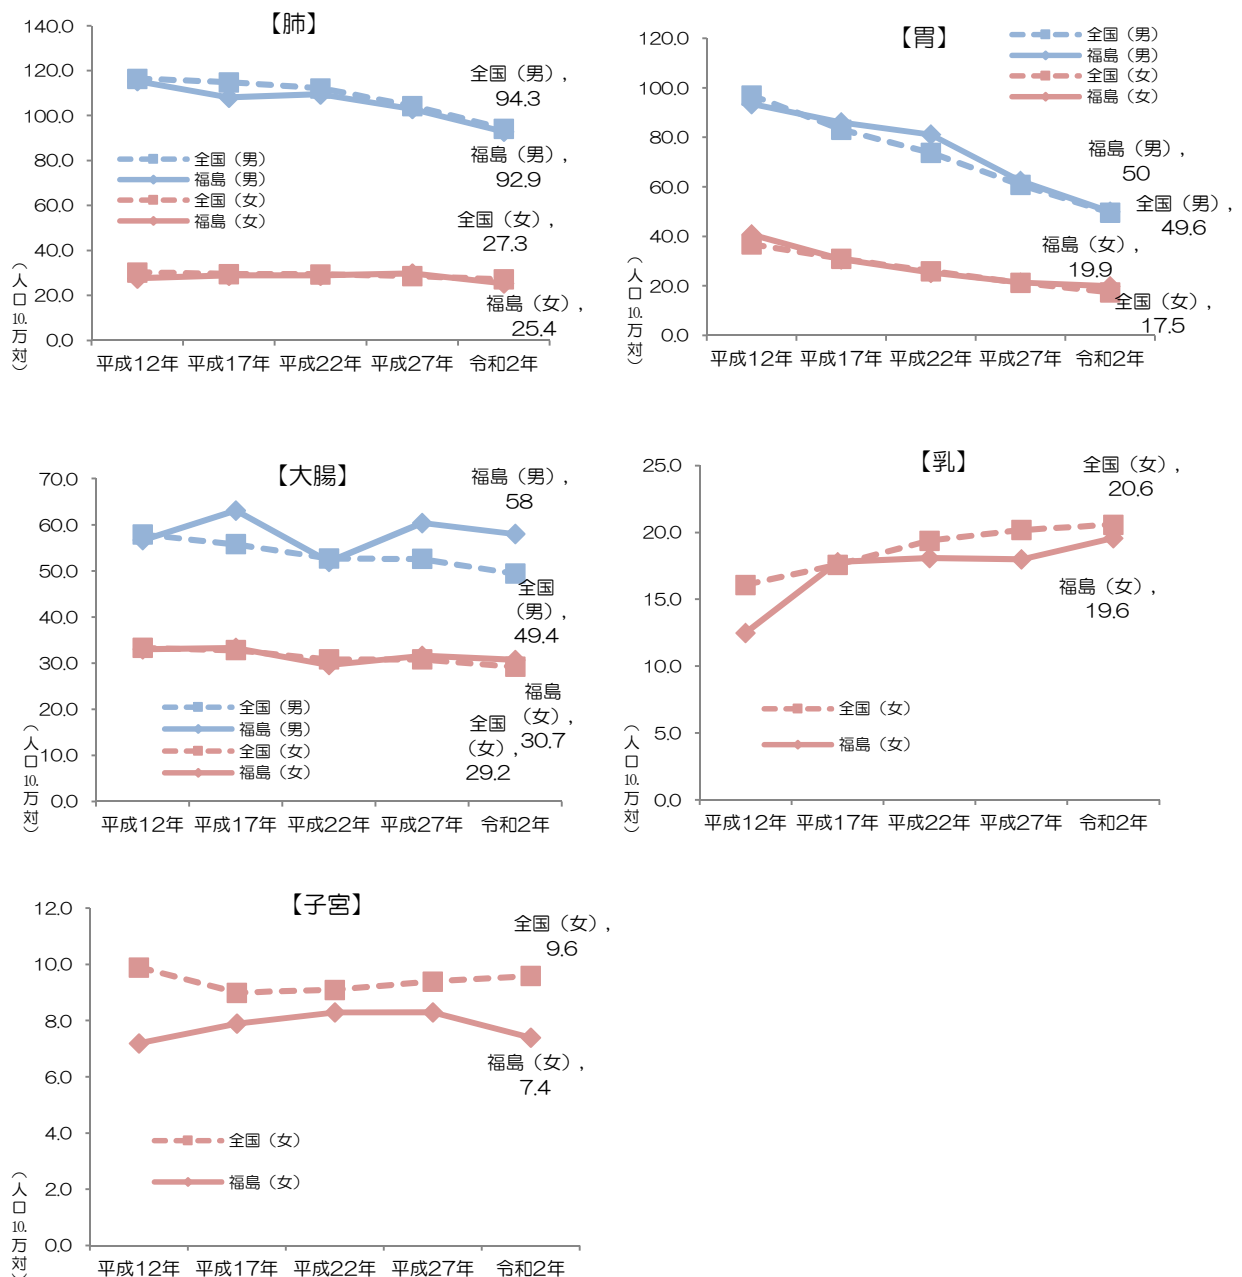 【肺】
140.0
120.0
100.0
80.0
60.0
40.0
20.0
0.0
（人口10.万対）
全国（男）
福島（男）
全国（女）
福島（女）
全国（男）,
94.3
福島（男）,
92.9
全国（女）,
27.3
福島（女）,
25.4
平成12年 平成17年 平成22年 平成27年 令和2年
【胃】
120.0
100.0
80.0
60.0
40.0
20.0
0.0
（人口10.万対）
全国（男）
福島（男）
全国（女）
福島（女）
福島（男）,
50
全国（男）,
49.6
福島（女）,
19.9
全国（女）,
17.5
平成12年 平成17年 平成22年 平成27年 令和2年
【大腸】
70.0
60.0
50.0
40.0
30.0
20.0
10.0
0.0
（人口10.万対）
福島（男）,
58
全国
（男）,
49.4
福島
（女）,
30.7
全国
（女）,
29.2
全国（男）
福島（男）
全国（女）
福島（女）
平成12年 平成17年 平成22年 平成27年 令和2年
【乳】
25.0
20.0
15.0
10.0
5.0
0.0
（人口10.万対）
全国（女）,
20.6
福島（女）,
19.6
全国（女）
福島（女）
平成12年 平成17年 平成22年 平成27年 令和2年
【子宮】
12.0
10.0
8.0
6.0
4.0
2.0
0.0
（人口10.万対）
全国（女）,
9.6
福島（女）,
7.4
全国（女）
福島（女）
平成12年 平成17年 平成22年 平成27年 令和2年